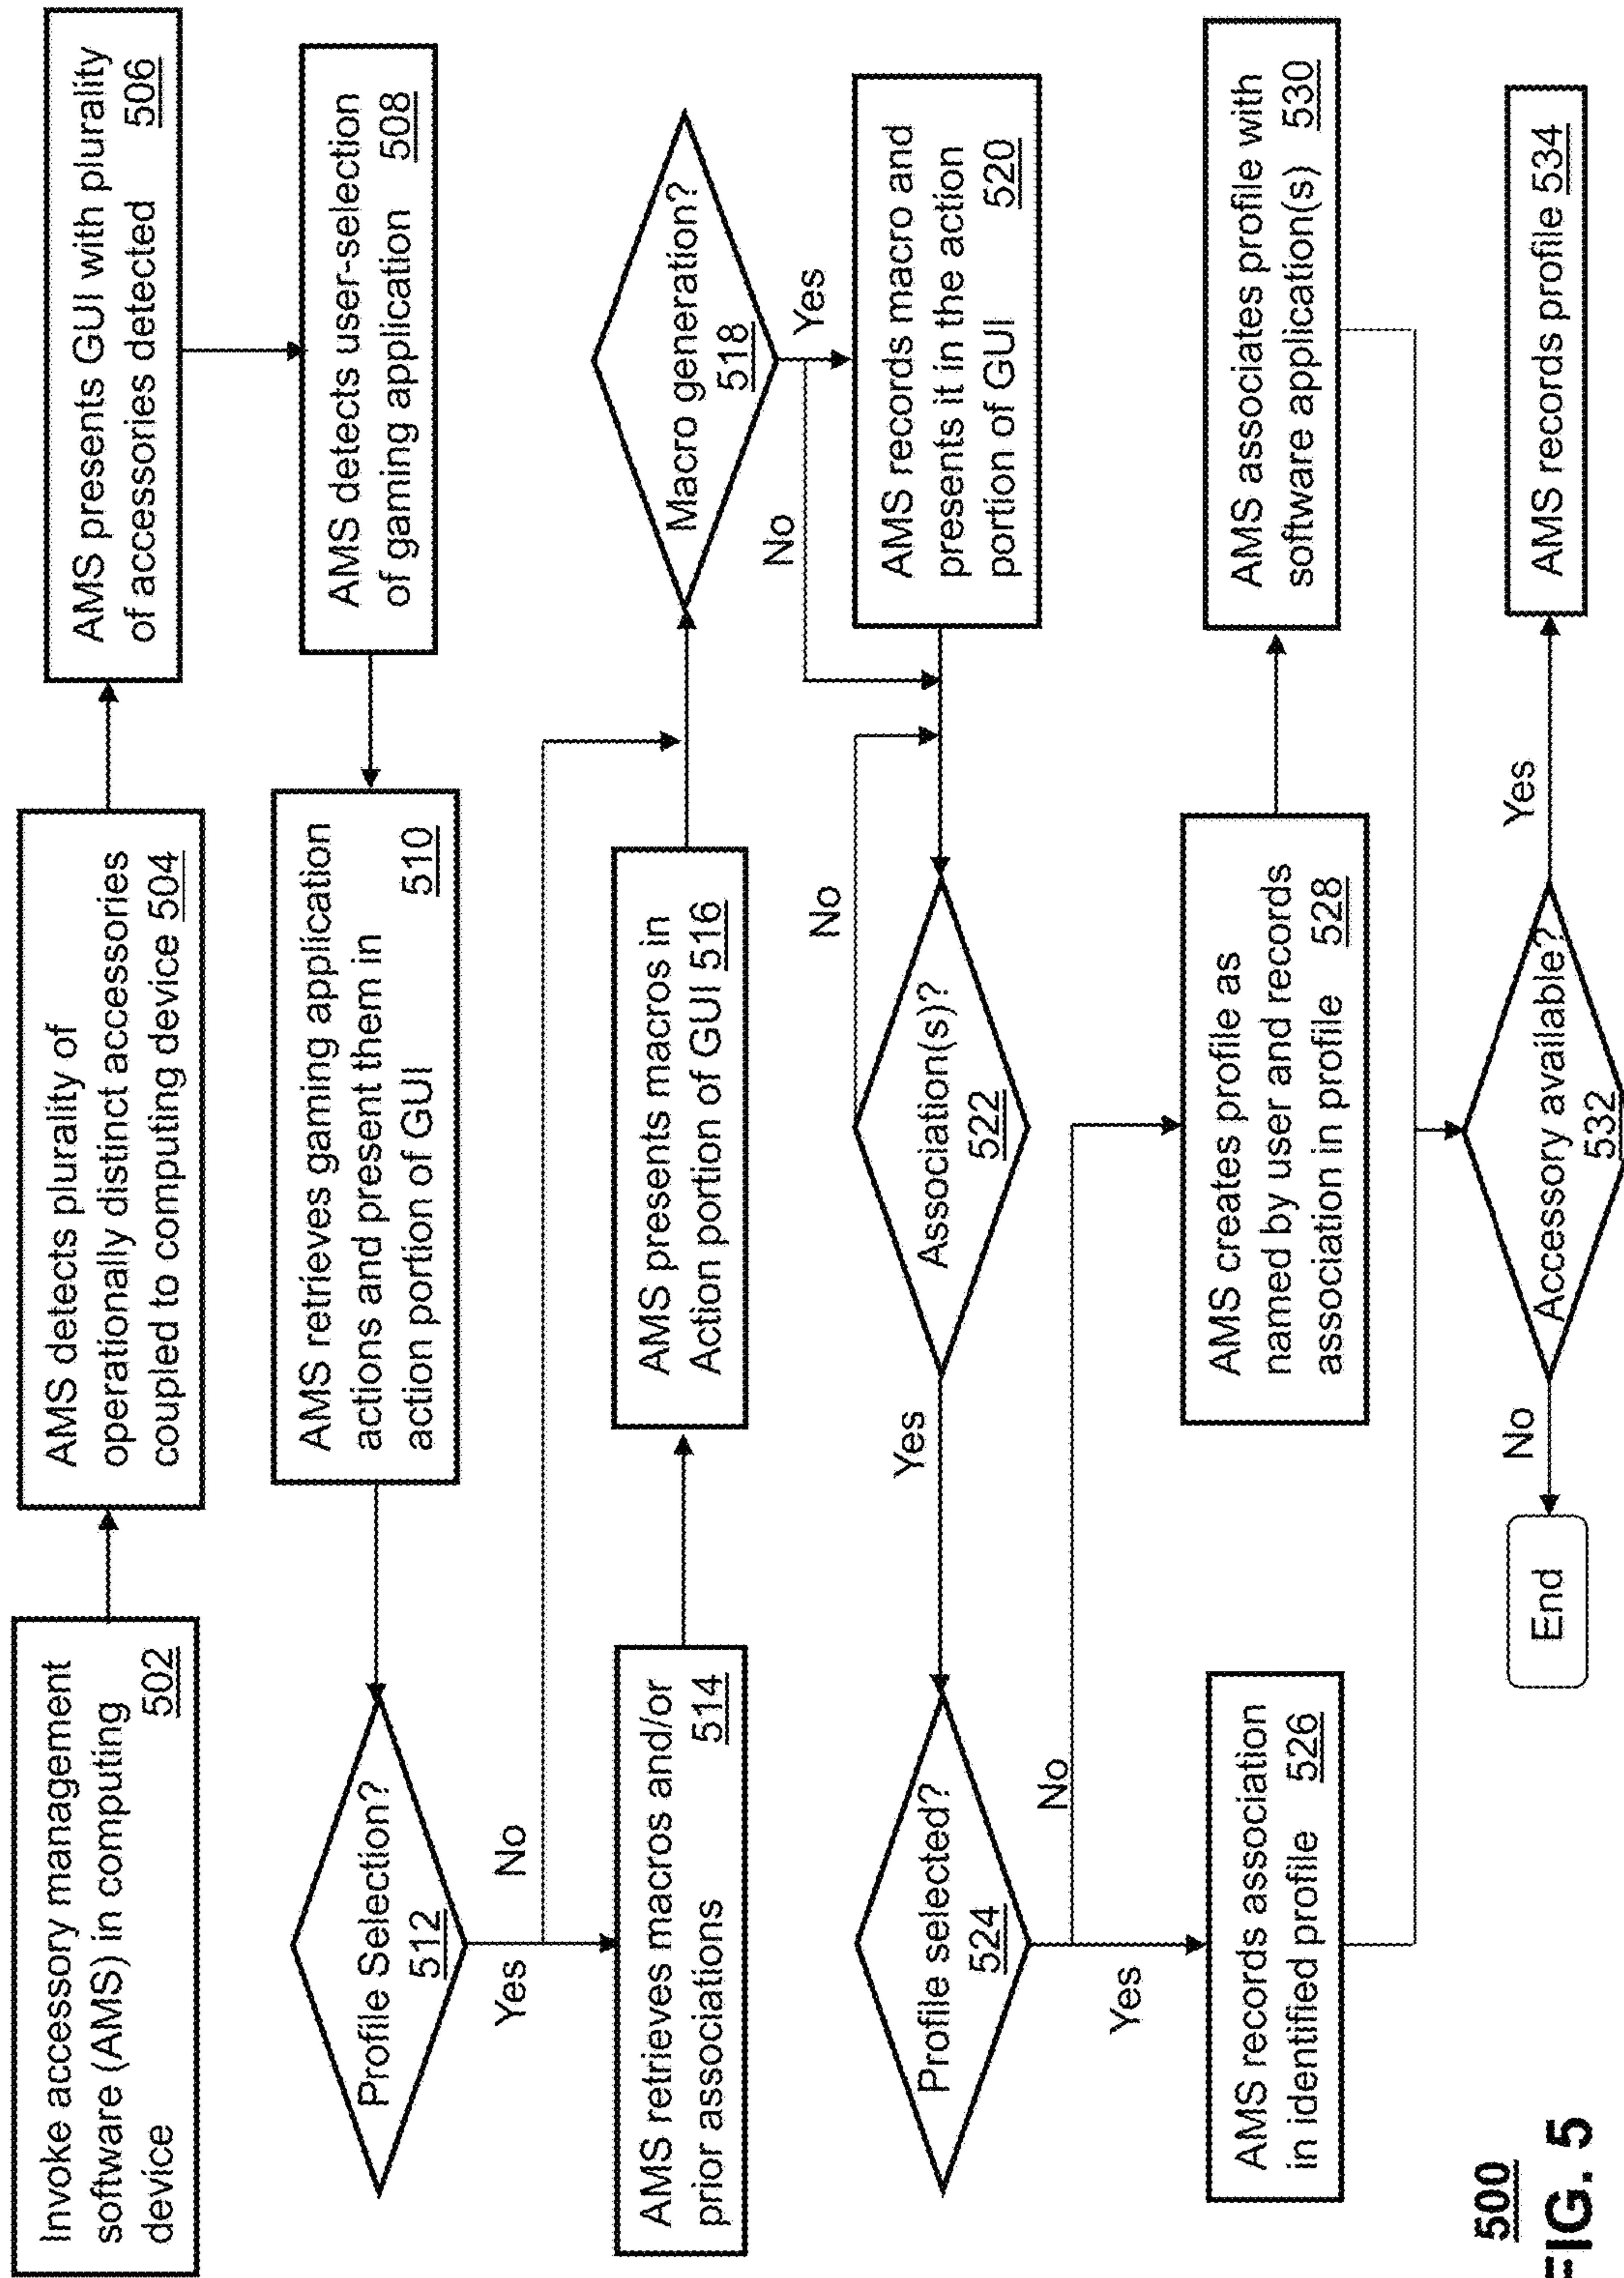 Invoke accessory management
software (AMS) in computing
device 502
AMS detects plurality of
operationally distinct accessories
coupled to computing device 504
AMS presents GUI with plurality
of accessories detected 506
AMS detects user-selection
of gaming application 508
AMS retrieves gaming application
actions and present them in
action portion of GUI 510
Profile Selection?
512
Yes
No
AMS retrieves macros and/or
prior associations 514
AMS presents macros in
Action portion of GUI 516
Macro generation?
518
No
Yes
AMS records macro and
presents it in the action
portion of GUI 520
Association(s)?
522
No
Yes
Profile selected?
524
Yes
No
AMS records association
in identified profile 526
AMS creates profile as
named by user and records
association in profile 528
AMS associates profile with
software application(s) 530
Accessory available?
532
No
Yes
End
AMS records profile 534
500
FIG. 5